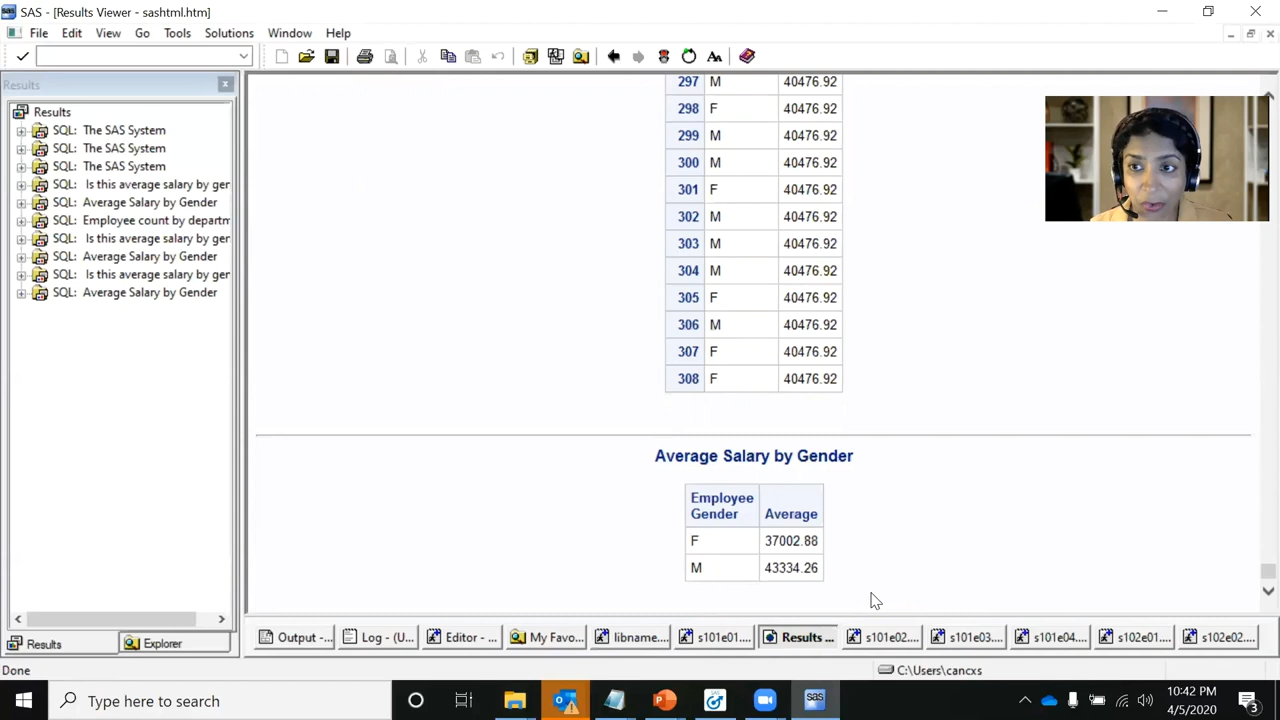 SAS - [Results Viewer - sashtml.htm]
File Edit View Go Tools Solutions Window Help
Results
Results
SQL: The SAS System
SQL: The SAS System
SQL: The SAS System
SQL: Is this average salary by ger
SQL: Average Salary by Gender
SQL: Employee count by departm
SQL: Is this average salary by ger
SQL: Average Salary by Gender
SQL: Is this average salary by ger
SQL: Average Salary by Gender
297 M 40476.92
298 F 40476.92
299 M 40476.92
300 M 40476.92
301 F 40476.92
302 M 40476.92
303 M 40476.92
304 M 40476.92
305 F 40476.92
306 M 40476.92
307 F 40476.92
308 F 40476.92
Average Salary by Gender
Employee
Gender Average
F 37002.88
M 43334.26
Results Explorer
Output -... Log - (U... Editor - ... My Favo... libname.... s101e01.... Results ... s101e02.... s101e03.... s101e04.... s102e01.... s102e02....
Done C:\Users\cancxs
Type here to search
10:42 PM
4/5/2020
3